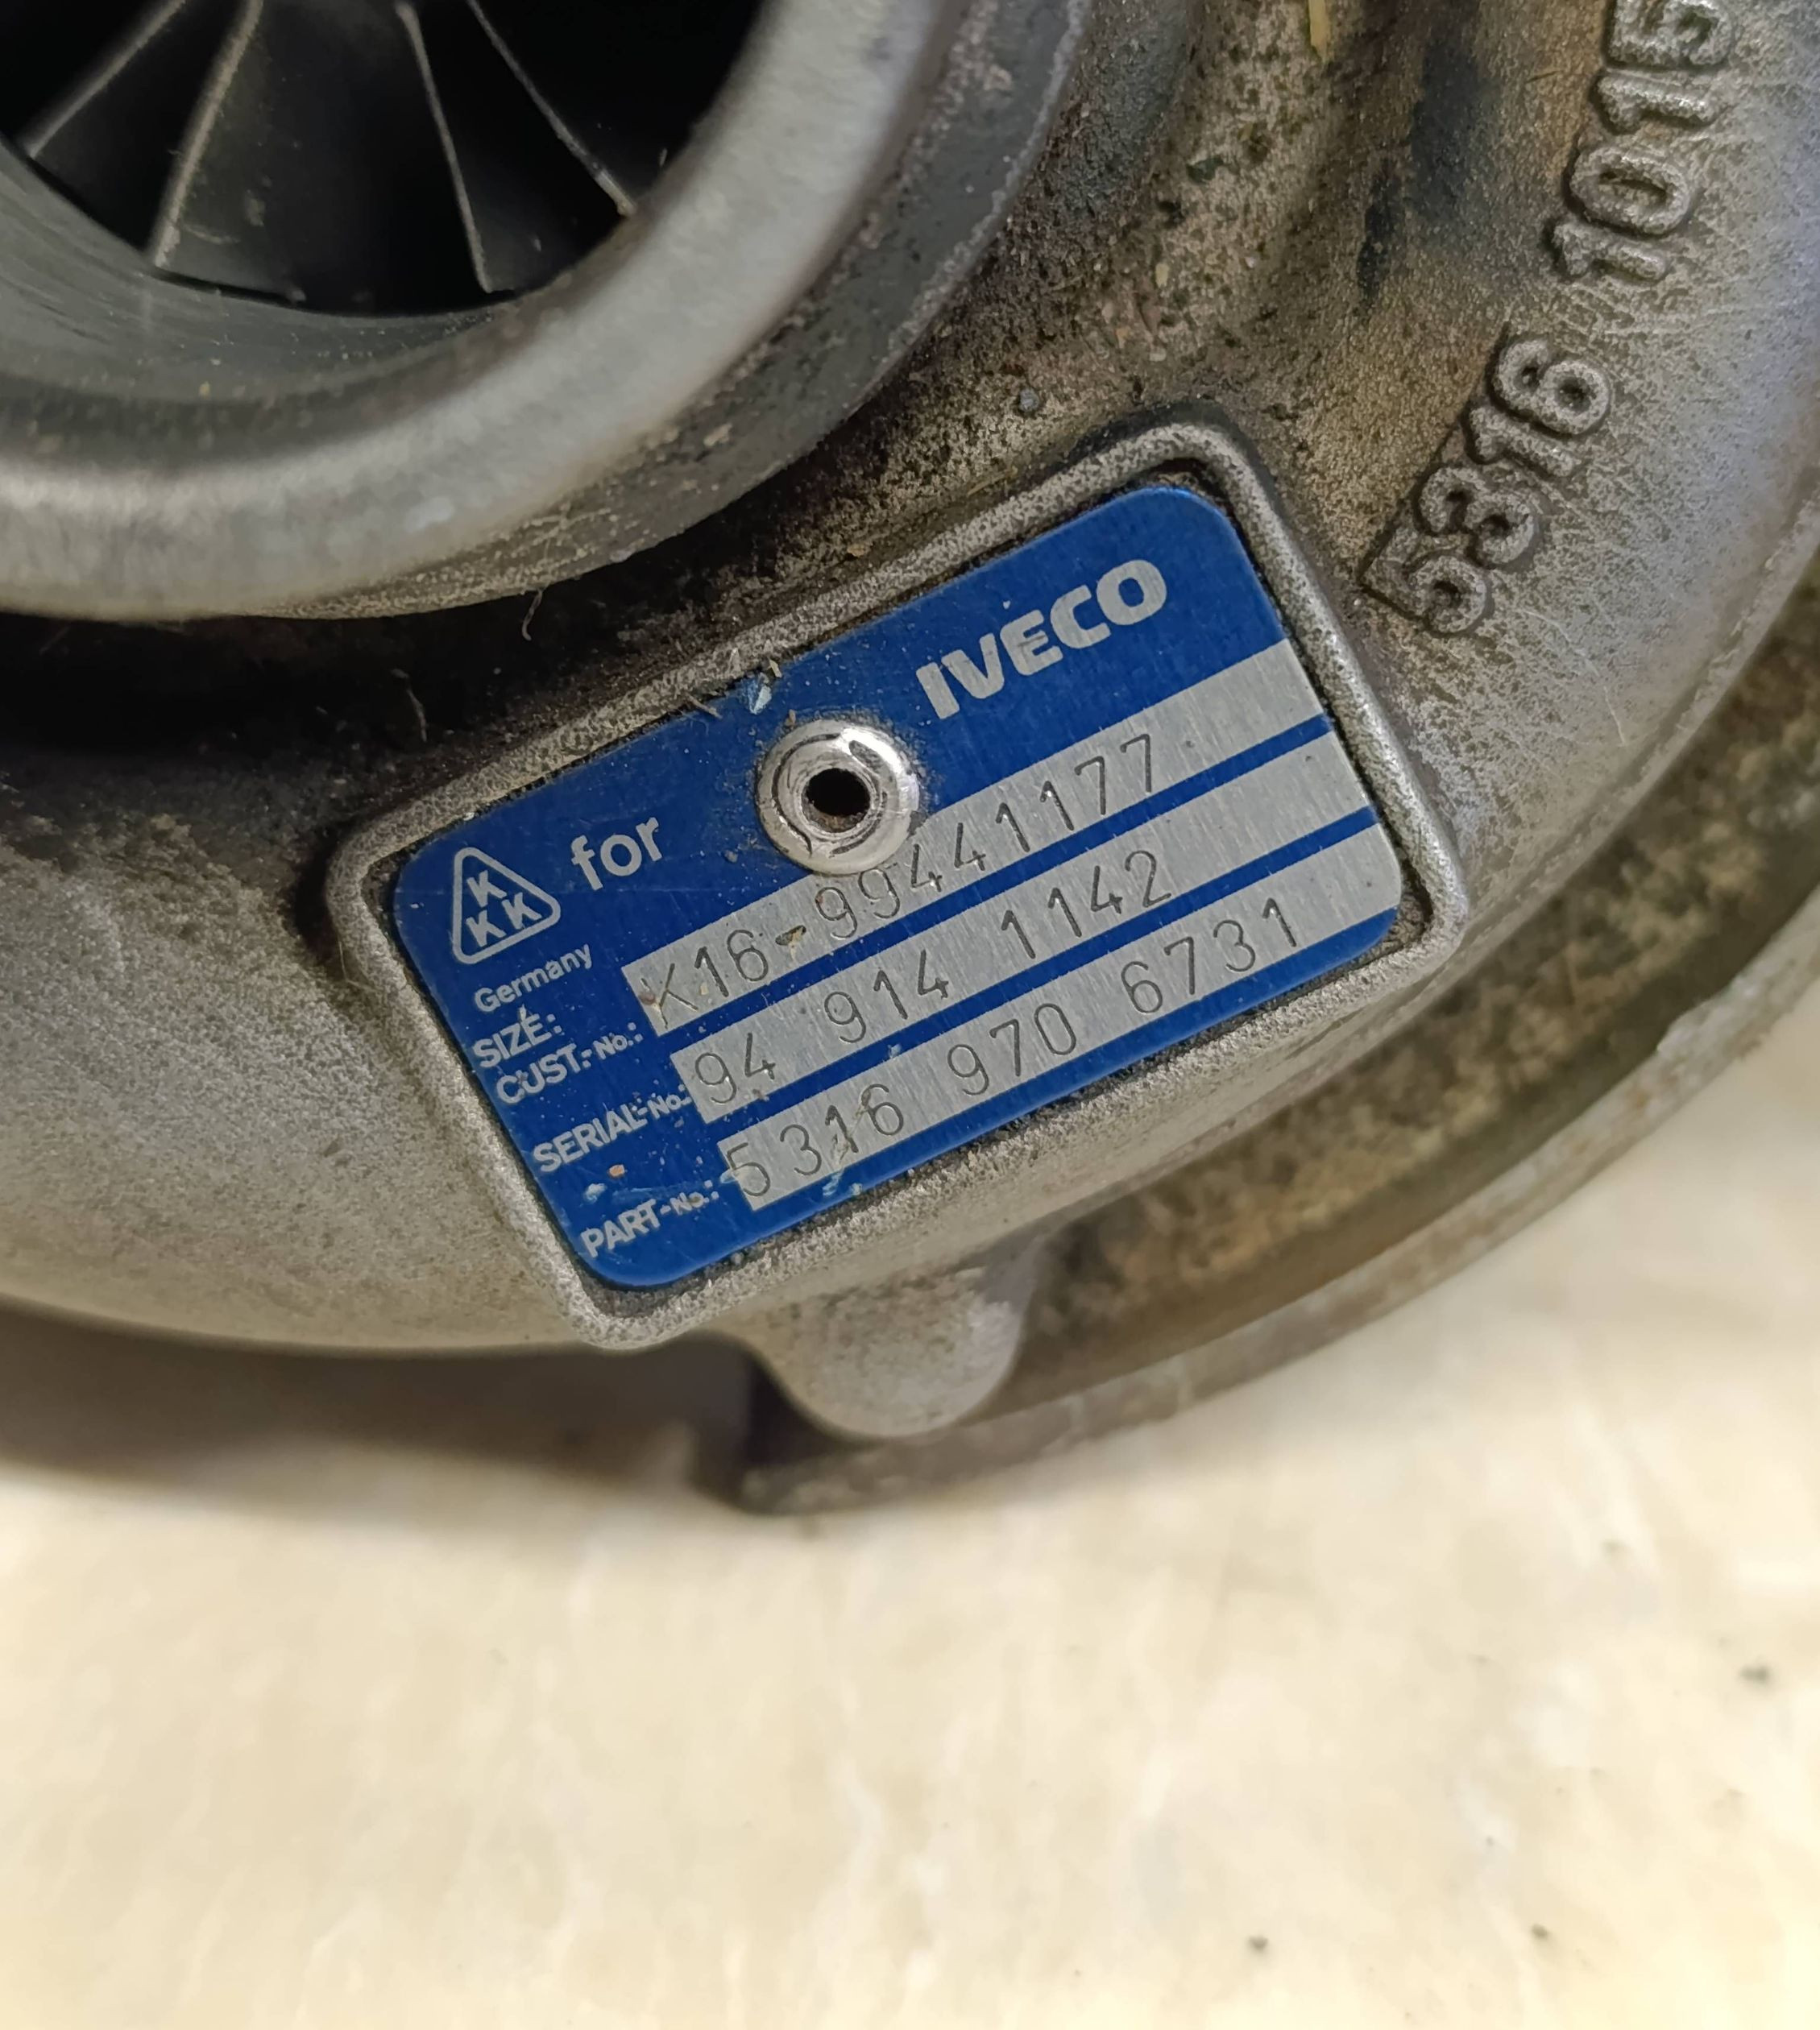 5316 1015
IVECO
KKK for
Germany
SIZE:
CUST.-No.: K16-99441177
SERIAL-No.: 94 914 1142
PART-No.: 5316 970 6731